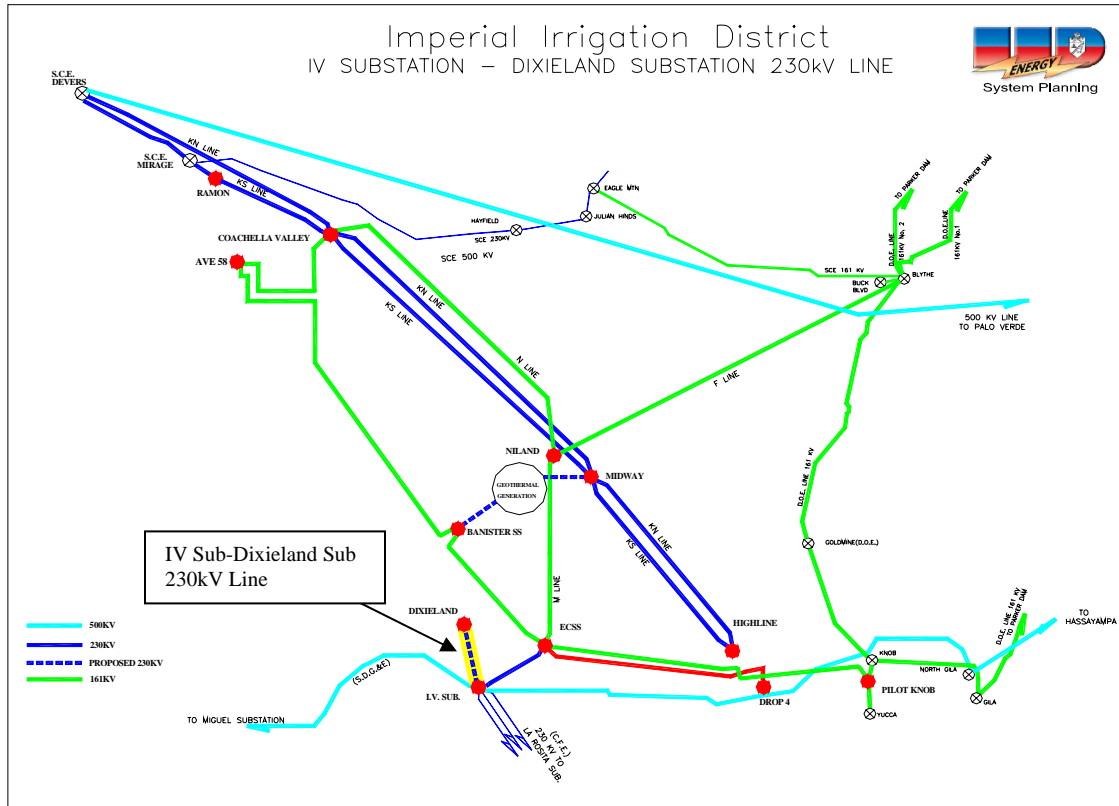 Imperial Irrigation District
IV SUBSTATION - DIXIELAND SUBSTATION 230kV LINE
IID
ENERGY
System Planning
S.C.E.
DEVERS
KN LINE
S.C.E.
MIRAGE
RAMON
KS LINE
COACHELLA VALLEY
AVE 58
HAYFIELD
SCE 230KV
SCE 500 KV
EAGLE MTN
JULIAN HINDS
TO PARKER DAM
TO PARKER DAM
D.O.E. LINE
161KV No. 2
D.O.E.LINE
161KV No.1
SCE 161 KV
BUCK
BLVD
BLYTHE
500 KV LINE
TO PALO VERDE
KN LINE
KS LINE
N LINE
F LINE
NILAND
MIDWAY
GEOTHERMAL
GENERATION
BANISTER SS
KN LINE
KS LINE
M LINE
D.O.E. LINE 161 KV
GOLDMINE(D.O.E.)
IV Sub-Dixieland Sub
230kV Line
DIXIELAND
ECSS
HIGHLINE
D.O.E. LINE 161 KV
TO PARKER DAM
TO
HASSAYAMPA
500KV
230KV
PROPOSED 230KV
161KV
(S.D.G.&E)
I.V. SUB.
DROP 4
KNOB
NORTH GILA
PILOT KNOB
GILA
YUCCA
TO MIGUEL SUBSTATION
(C.F.E.)
230 KV TO
LA ROSITA SUB.